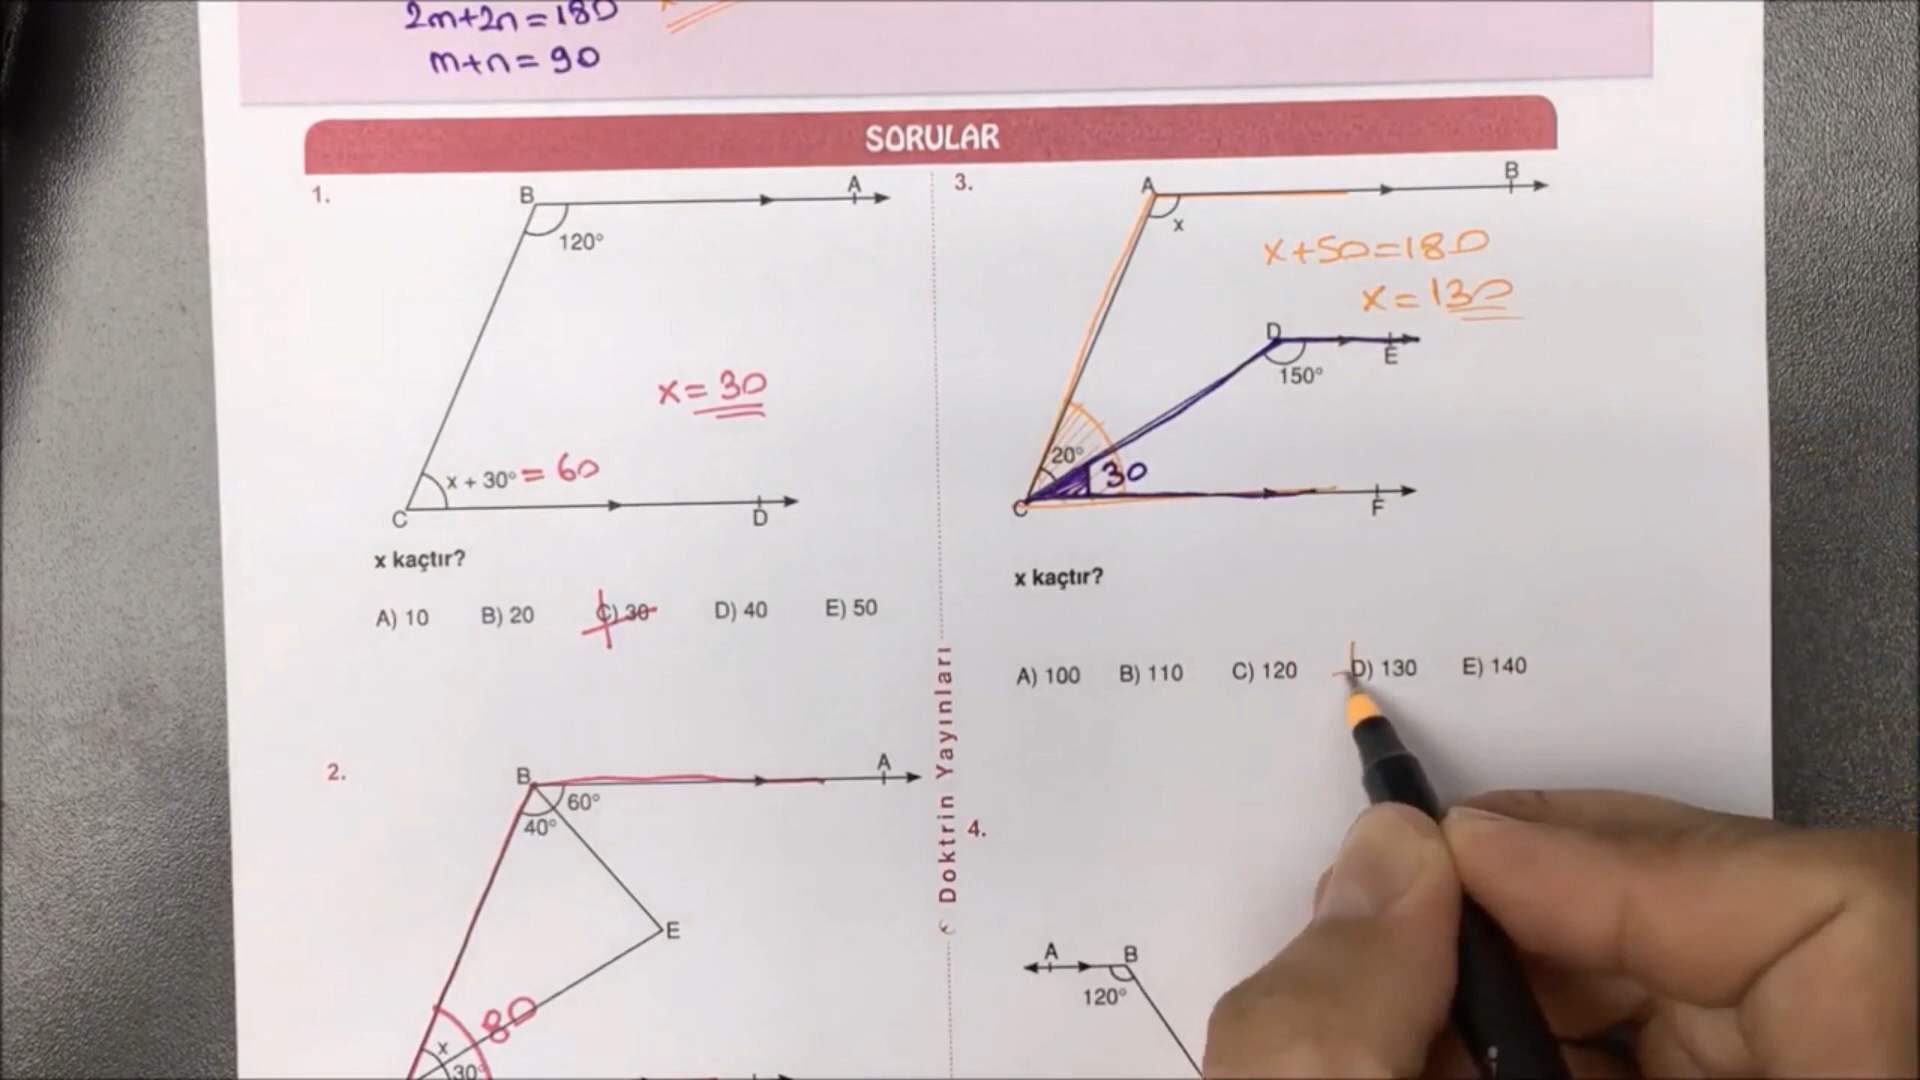 2m+2n=180
m+n=90
SORULAR
1.
B
A
120°
x=30
x + 30° = 60
C
D
x kaçtır?
A) 10 B) 20 C) 30 D) 40 E) 50
2.
B
A
60°
40°
E
80
x
30°
Doktrin Yayınları
3.
A
B
x
x+50=180
x=130
D
E
150°
20°
30
C
F
x kaçtır?
A) 100 B) 110 C) 120 D) 130 E) 140
4.
A
B
120°